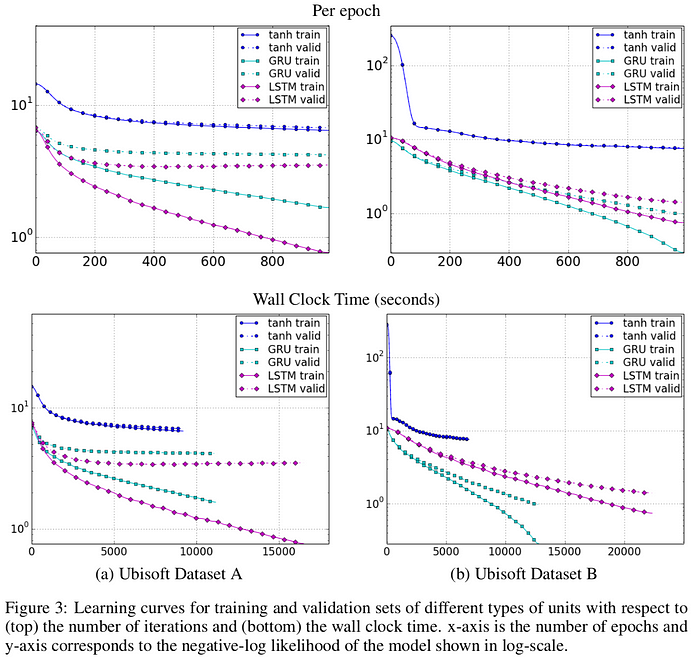 Per epoch
tanh train
tanh valid
GRU train
GRU valid
LSTM train
LSTM valid
10¹
10⁰
0 200 400 600 800
tanh train
tanh valid
GRU train
GRU valid
LSTM train
LSTM valid
10²
10¹
10⁰
0 200 400 600 800
Wall Clock Time (seconds)
tanh train
tanh valid
GRU train
GRU valid
LSTM train
LSTM valid
10¹
10⁰
0 5000 10000 15000
tanh train
tanh valid
GRU train
GRU valid
LSTM train
LSTM valid
10²
10¹
10⁰
0 5000 10000 15000 20000
(a) Ubisoft Dataset A
(b) Ubisoft Dataset B
Figure 3: Learning curves for training and validation sets of different types of units with respect to
(top) the number of iterations and (bottom) the wall clock time. x-axis is the number of epochs and
y-axis corresponds to the negative-log likelihood of the model shown in log-scale.